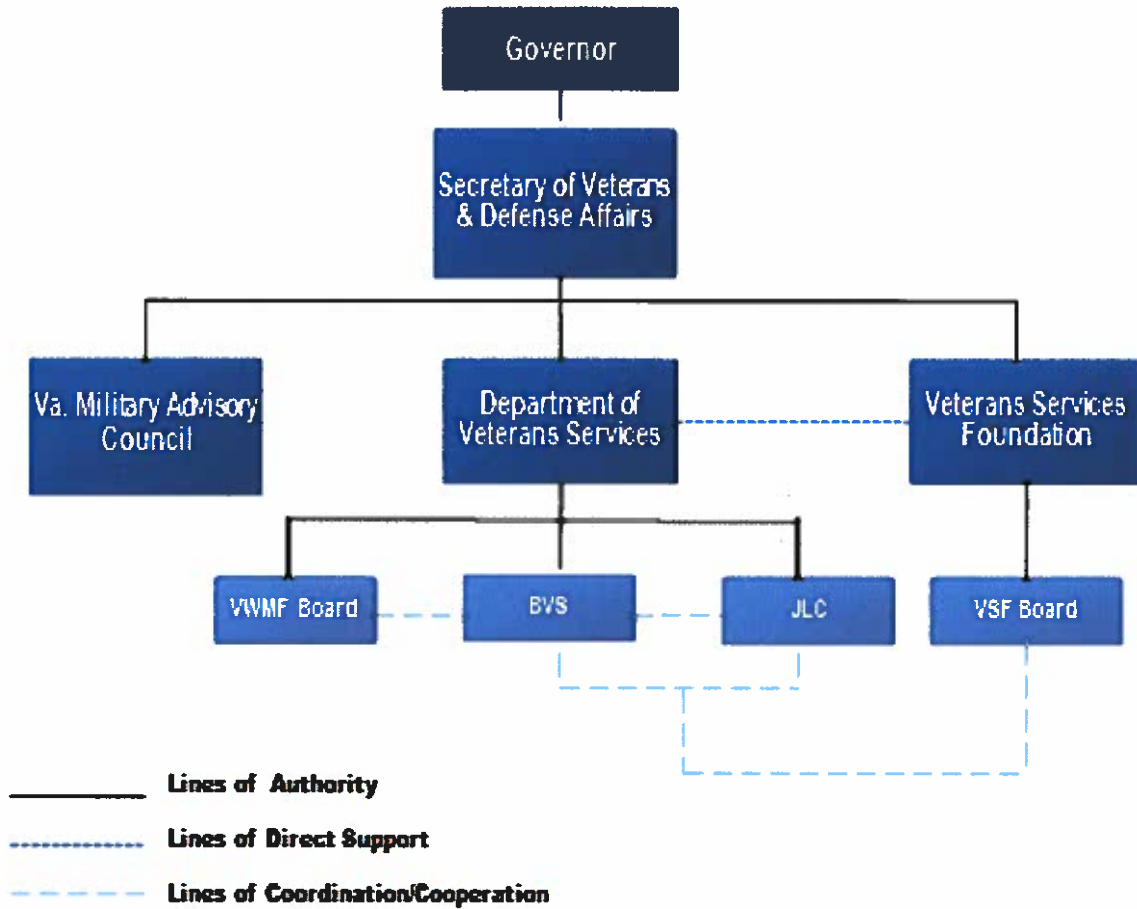 Governor
Secretary of Veterans
& Defense Affairs
Va. Military Advisory
Council
Department of
Veterans Services
Veterans Services
Foundation
VWMF Board
BVS
JLC
VSF Board
Lines of Authority
Lines of Direct Support
Lines of Coordination/Cooperation